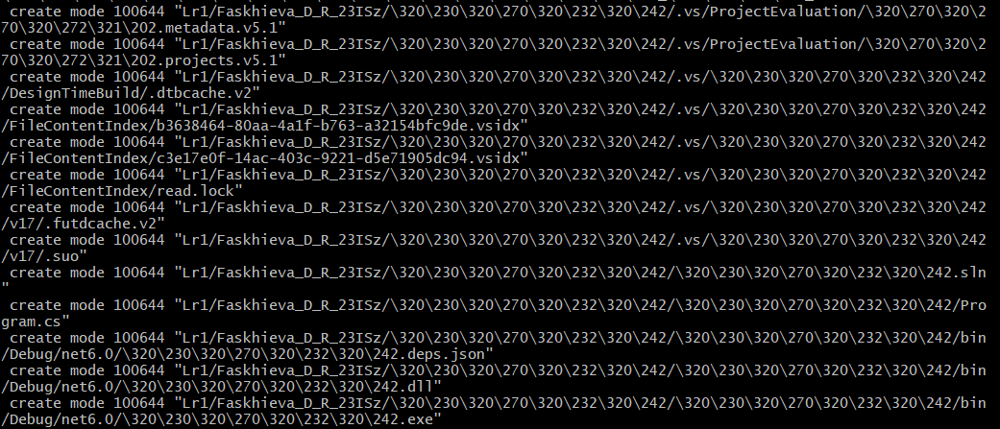 create mode 100644 "Lr1/Faskhieva_D_R_23ISz/\320\230\320\270\320\232\320\242/.vs/ProjectEvaluation/\320\270\320\2
70\320\272\321\202.metadata.v5.1"
create mode 100644 "Lr1/Faskhieva_D_R_23ISz/\320\230\320\270\320\232\320\242/.vs/ProjectEvaluation/\320\270\320\2
70\320\272\321\202.projects.v5.1"
create mode 100644 "Lr1/Faskhieva_D_R_23ISz/\320\230\320\270\320\232\320\242/.vs/\320\230\320\270\320\232\320\242
/DesignTimeBuild/.dtbcache.v2"
create mode 100644 "Lr1/Faskhieva_D_R_23ISz/\320\230\320\270\320\232\320\242/.vs/\320\230\320\270\320\232\320\242
/FileContentIndex/b3638464-80aa-4a1f-b763-a32154bfc9de.vsidx"
create mode 100644 "Lr1/Faskhieva_D_R_23ISz/\320\230\320\270\320\232\320\242/.vs/\320\230\320\270\320\232\320\242
/FileContentIndex/c3e17e0f-14ac-403c-9221-d5e71905dc94.vsidx"
create mode 100644 "Lr1/Faskhieva_D_R_23ISz/\320\230\320\270\320\232\320\242/.vs/\320\230\320\270\320\232\320\242
/FileContentIndex/read.lock"
create mode 100644 "Lr1/Faskhieva_D_R_23ISz/\320\230\320\270\320\232\320\242/.vs/\320\230\320\270\320\232\320\242
/v17/.futdcache.v2"
create mode 100644 "Lr1/Faskhieva_D_R_23ISz/\320\230\320\270\320\232\320\242/.vs/\320\230\320\270\320\232\320\242
/v17/.suo"
create mode 100644 "Lr1/Faskhieva_D_R_23ISz/\320\230\320\270\320\232\320\242/\320\230\320\270\320\232\320\242.sln
"
create mode 100644 "Lr1/Faskhieva_D_R_23ISz/\320\230\320\270\320\232\320\242/\320\230\320\270\320\232\320\242/Pro
gram.cs"
create mode 100644 "Lr1/Faskhieva_D_R_23ISz/\320\230\320\270\320\232\320\242/\320\230\320\270\320\232\320\242/bin
/Debug/net6.0/\320\230\320\270\320\232\320\242.deps.json"
create mode 100644 "Lr1/Faskhieva_D_R_23ISz/\320\230\320\270\320\232\320\242/\320\230\320\270\320\232\320\242/bin
/Debug/net6.0/\320\230\320\270\320\232\320\242.dll"
create mode 100644 "Lr1/Faskhieva_D_R_23ISz/\320\230\320\270\320\232\320\242/\320\230\320\270\320\232\320\242/bin
/Debug/net6.0/\320\230\320\270\320\232\320\242.exe"